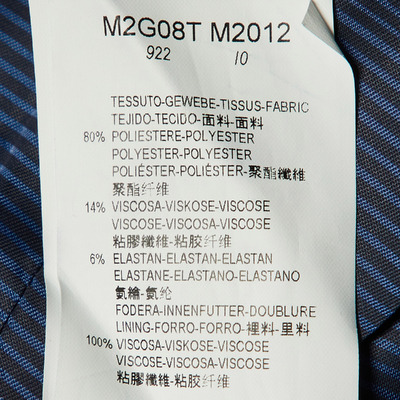 M2G08T M2012
922 10
TESSUTO-GEWEBE-TISSUS-FABRIC
TEJIDO-TECIDO-面料-面料
80% POLIESTERE-POLYESTER
POLYESTER-POLYESTER
POLIÉSTER-POLIÉSTER-聚酯纖維
聚酯纤维
14% VISCOSA-VISKOSE-VISCOSE
VISCOSE-VISCOSA-VISCOSE
粘膠纖維-粘胶纤维
6% ELASTAN-ELASTAN-ELASTAN
ELASTANE-ELASTANO-ELASTANO
氨綸-氨纶
FODERA-INNENFUTTER-DOUBLURE
LINING-FORRO-FORRO-裡料-里料
100% VISCOSA-VISKOSE-VISCOSE
VISCOSE-VISCOSA-VISCOSE
粘膠纖維-粘胶纤维